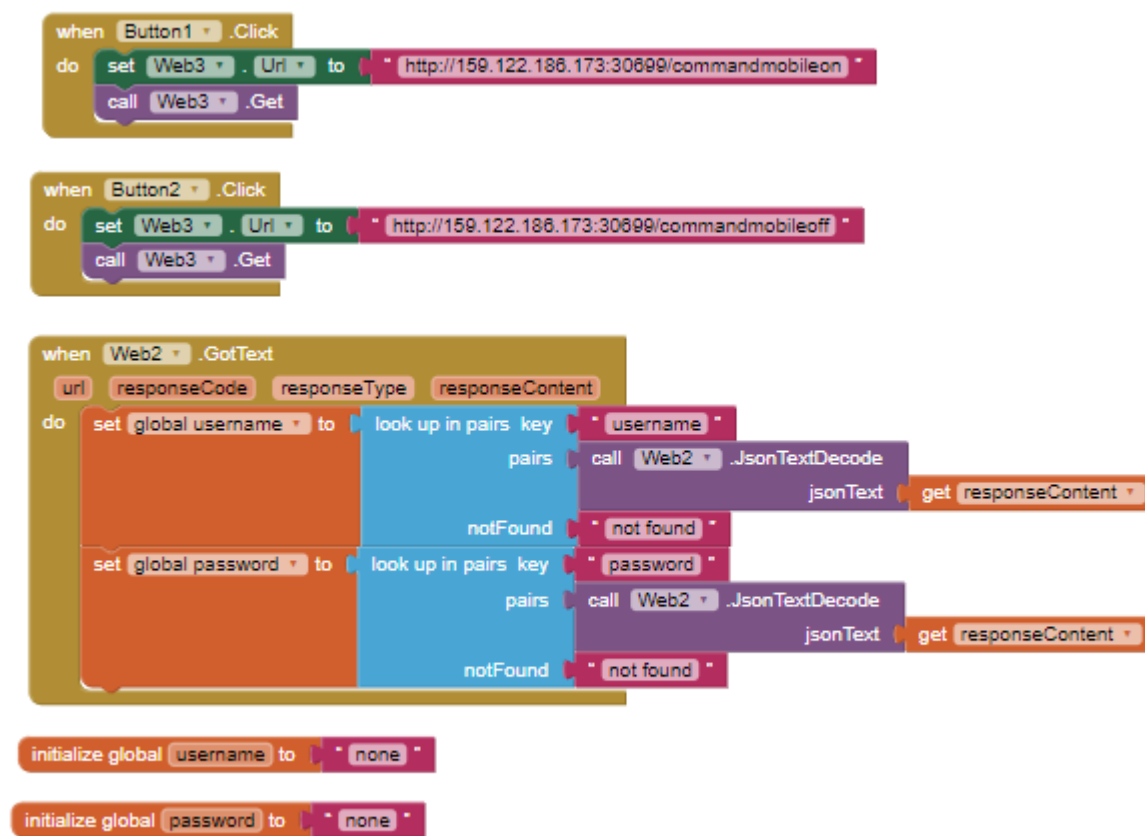 when Button1 .Click
do set Web3 . Url to " http://159.122.186.173:30699/commandmobileon "
call Web3 .Get
when Button2 .Click
do set Web3 . Url to " http://159.122.186.173:30699/commandmobileoff "
call Web3 .Get
when Web2 .GotText
url responseCode responseType responseContent
do set global username to look up in pairs key " username "
pairs call Web2 .JsonTextDecode
jsonText get responseContent
notFound " not found "
set global password to look up in pairs key " password "
pairs call Web2 .JsonTextDecode
jsonText get responseContent
notFound " not found "
initialize global username to " none "
initialize global password to " none "